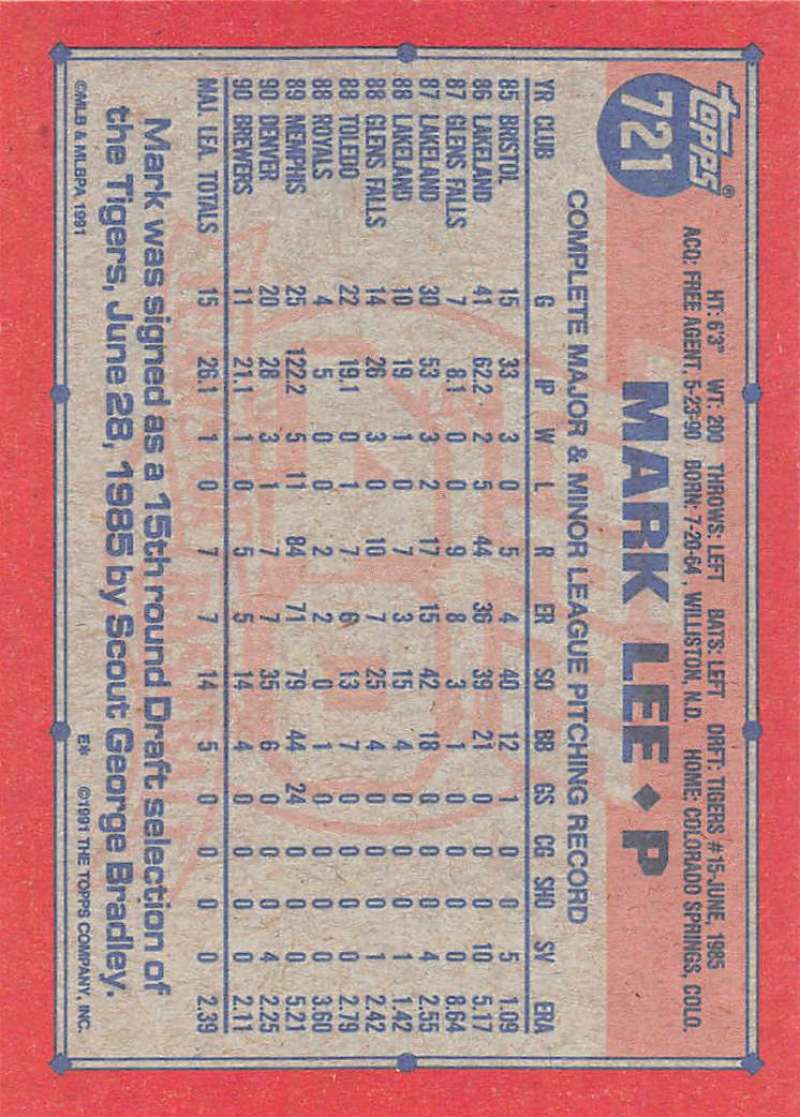 TOPPS®
721
HT: 6'3" WT: 200 THROWS: LEFT BATS: LEFT DRFT: TIGERS #15-JUNE, 1985
ACQ: FREE AGENT, 5-23-90 BORN: 7-20-64, WILLISTON, N.D. HOME: COLORADO SPRINGS, COLO.
MARK LEE ◆ P
COMPLETE MAJOR & MINOR LEAGUE PITCHING RECORD
YR CLUB G IP W L R ER SO BB GS CG SHO SV ERA
85 BRISTOL 15 33 3 0 5 4 40 12 1 0 0 5 1.09
86 LAKELAND 41 62.2 2 5 44 36 39 21 0 0 0 10 5.17
87 GLENS FALLS 7 8.1 0 0 9 8 3 1 0 0 0 0 8.64
87 LAKELAND 30 53 3 2 17 15 42 18 0 0 0 4 2.55
88 LAKELAND 10 19 1 0 7 3 15 4 0 0 0 1 1.42
88 GLENS FALLS 14 26 3 0 10 7 25 4 0 0 0 1 2.42
88 TOLEDO 22 19.1 0 1 7 6 13 7 0 0 0 0 2.79
88 ROYALS 4 5 0 0 2 2 0 1 0 0 0 0 3.60
89 MEMPHIS 25 122.2 5 11 84 71 79 44 24 0 0 0 5.21
90 DENVER 20 28 3 1 7 7 35 6 0 0 0 4 2.25
90 BREWERS 11 21.1 1 0 5 5 14 4 0 0 0 0 2.11
MAJ. LEA. TOTALS 15 26.1 1 0 7 7 14 5 0 0 0 0 2.39
Mark was signed as a 15th round Draft selection of
the Tigers, June 28, 1985 by Scout George Bradley.
©MLB & MLBPA 1991 E* ©1991 THE TOPPS COMPANY, INC.